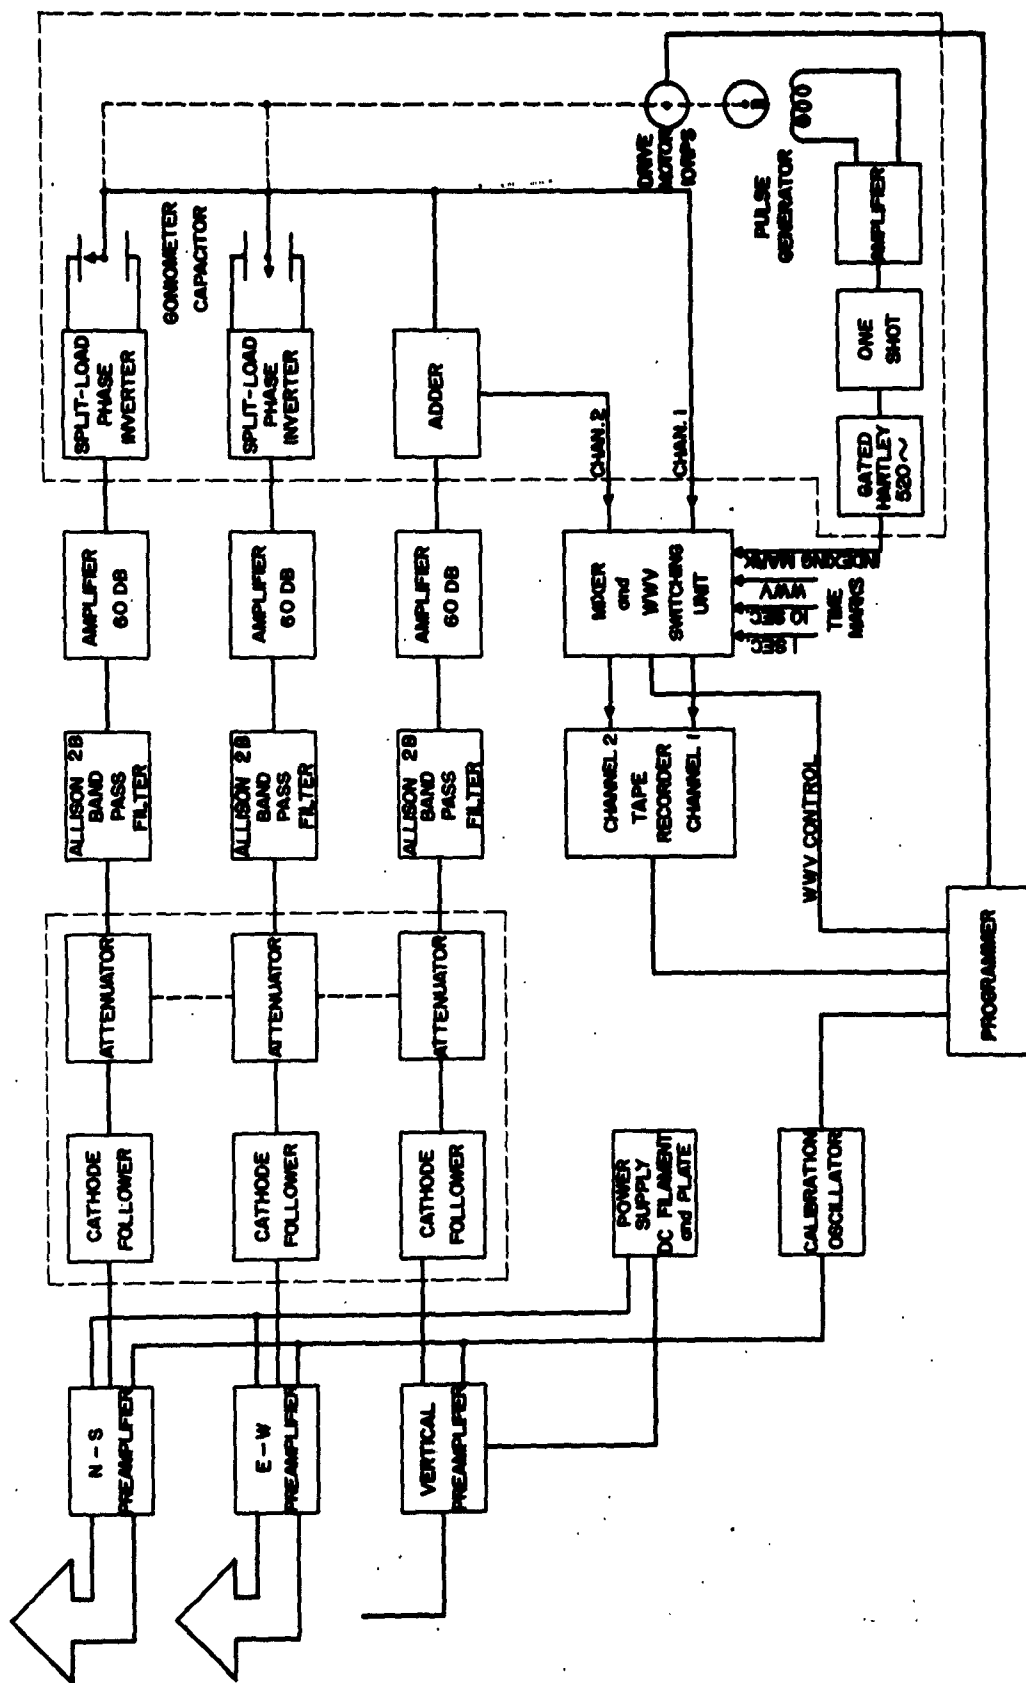 N-S
PREAMPLIFIER
CATHODE
FOLLOWER
ATTENUATOR
ALLISON 2B
BAND
PASS
FILTER
AMPLIFIER
60 DB
SPLIT-LOAD
PHASE
INVERTER
GONIOMETER
CAPACITOR
E-W
PREAMPLIFIER
CATHODE
FOLLOWER
ATTENUATOR
ALLISON 2B
BAND
PASS
FILTER
AMPLIFIER
60 DB
SPLIT-LOAD
PHASE
INVERTER
VERTICAL
PREAMPLIFIER
CATHODE
FOLLOWER
ATTENUATOR
ALLISON 2B
BAND
PASS
FILTER
AMPLIFIER
60 DB
ADDER
POWER
SUPPLY
DC FILAMENT
and PLATE
CHANNEL 2
TAPE
RECORDER
CHANNEL 1
MIXER
and
WWV
SWITCHING
UNIT
CHAN. 2
CHAN. 1
DRIVE
MOTOR
10RPS
PULSE
GENERATOR
CALIBRATION
OSCILLATOR
WWV CONTROL
1 SEC
10 SEC
WWV
INDEXING MARK
TIME
MARKS
GATED
HARTLEY
520~
ONE
SHOT
AMPLIFIER
PROGRAMMER